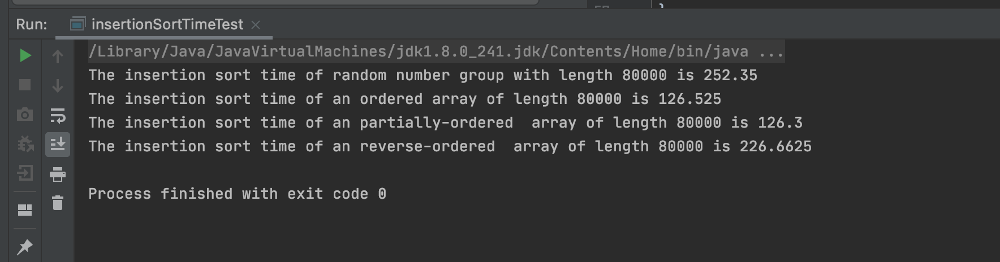 Run: insertionSortTimeTest
/Library/Java/JavaVirtualMachines/jdk1.8.0_241.jdk/Contents/Home/bin/java ...
The insertion sort time of random number group with length 80000 is 252.35
The insertion sort time of an ordered array of length 80000 is 126.525
The insertion sort time of an partially-ordered  array of length 80000 is 126.3
The insertion sort time of an reverse-ordered  array of length 80000 is 226.6625
Process finished with exit code 0